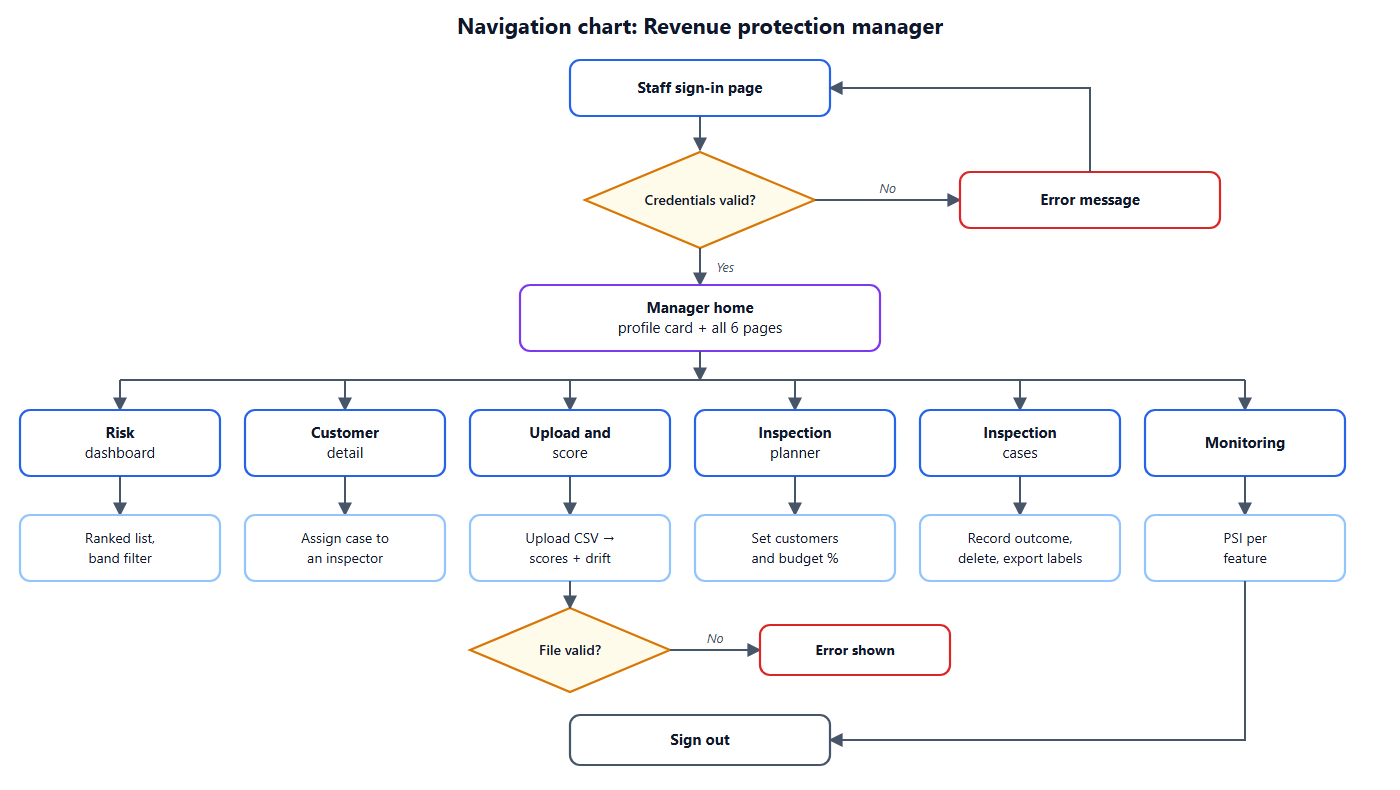 Navigation chart: Revenue protection manager
Staff sign-in page
Credentials valid?
No
Error message
Yes
Manager home
profile card + all 6 pages
Risk
dashboard
Customer
detail
Upload and
score
Inspection
planner
Inspection
cases
Monitoring
Ranked list,
band filter
Assign case to
an inspector
Upload CSV →
scores + drift
Set customers
and budget %
Record outcome,
delete, export labels
PSI per
feature
File valid?
No
Error shown
Sign out